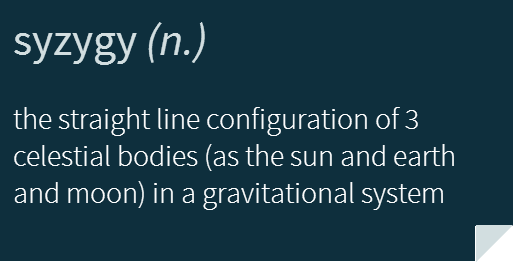 syzygy (n.)
the straight line configuration of 3
celestial bodies (as the sun and earth
and moon) in a gravitational system